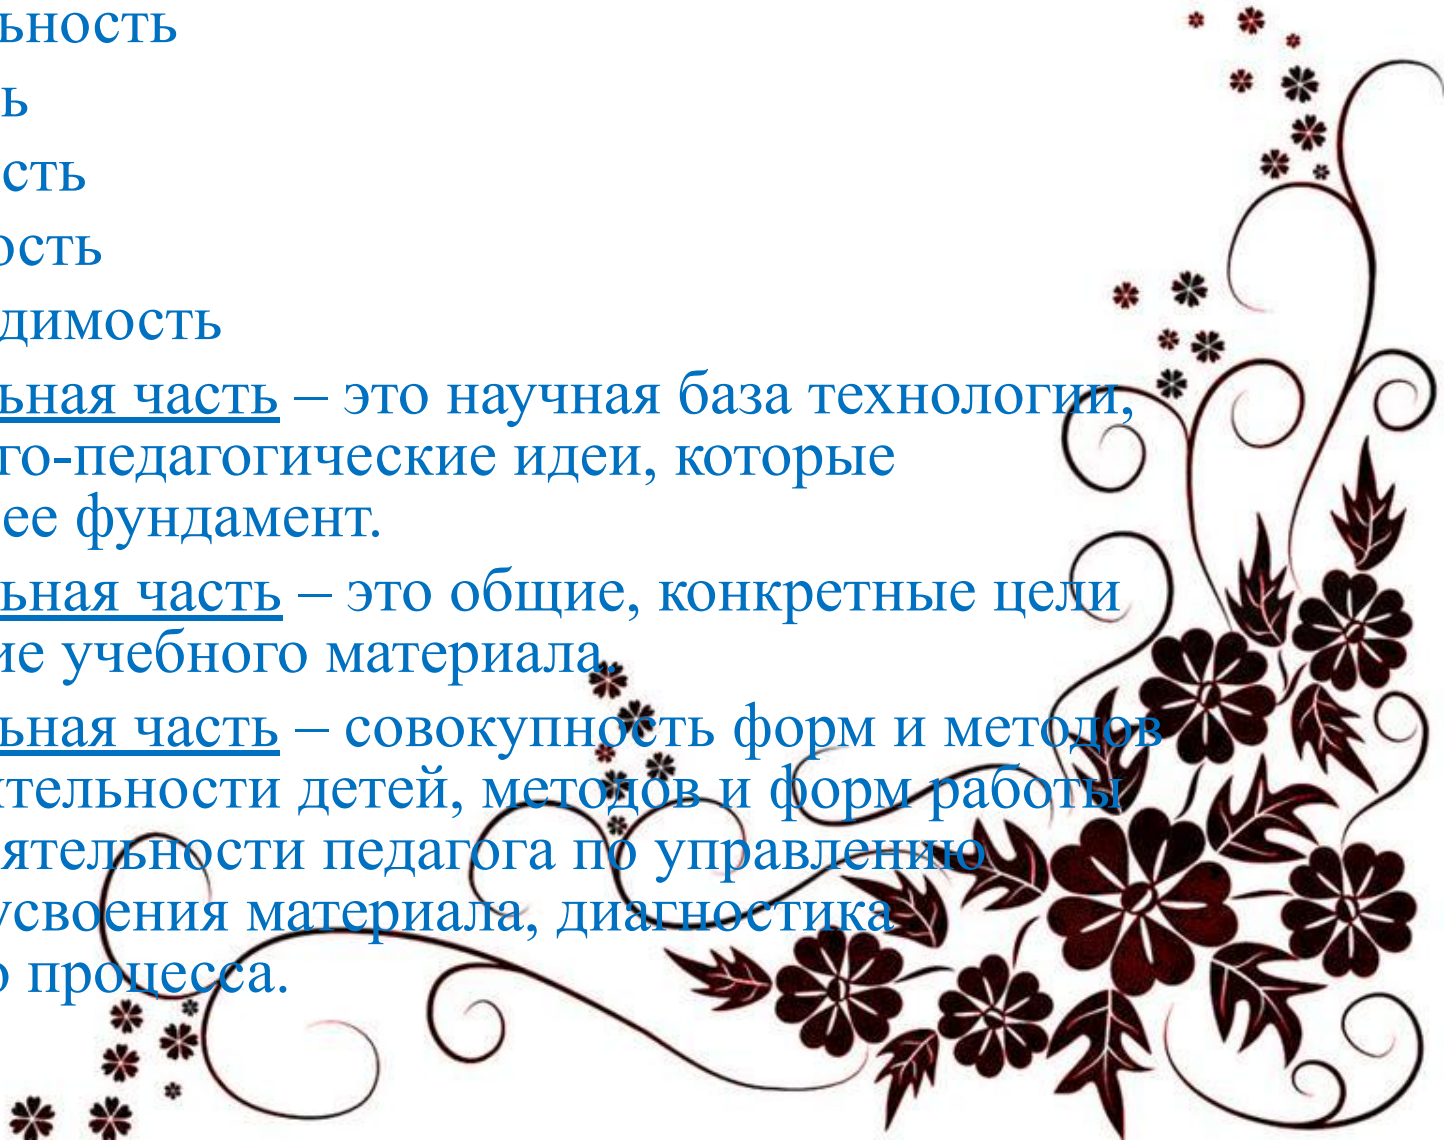 ьность
ь
сть
ость
димость
ьная часть – это научная база технологии,
го-педагогические идеи, которые
ее фундамент.
ьная часть – это общие, конкретные цели
ие учебного материала.
ьная часть – совокупность форм и методов
тельности детей, методов и форм работы
ятельности педагога по управлению
усвоения материала, диагностика
о процесса.